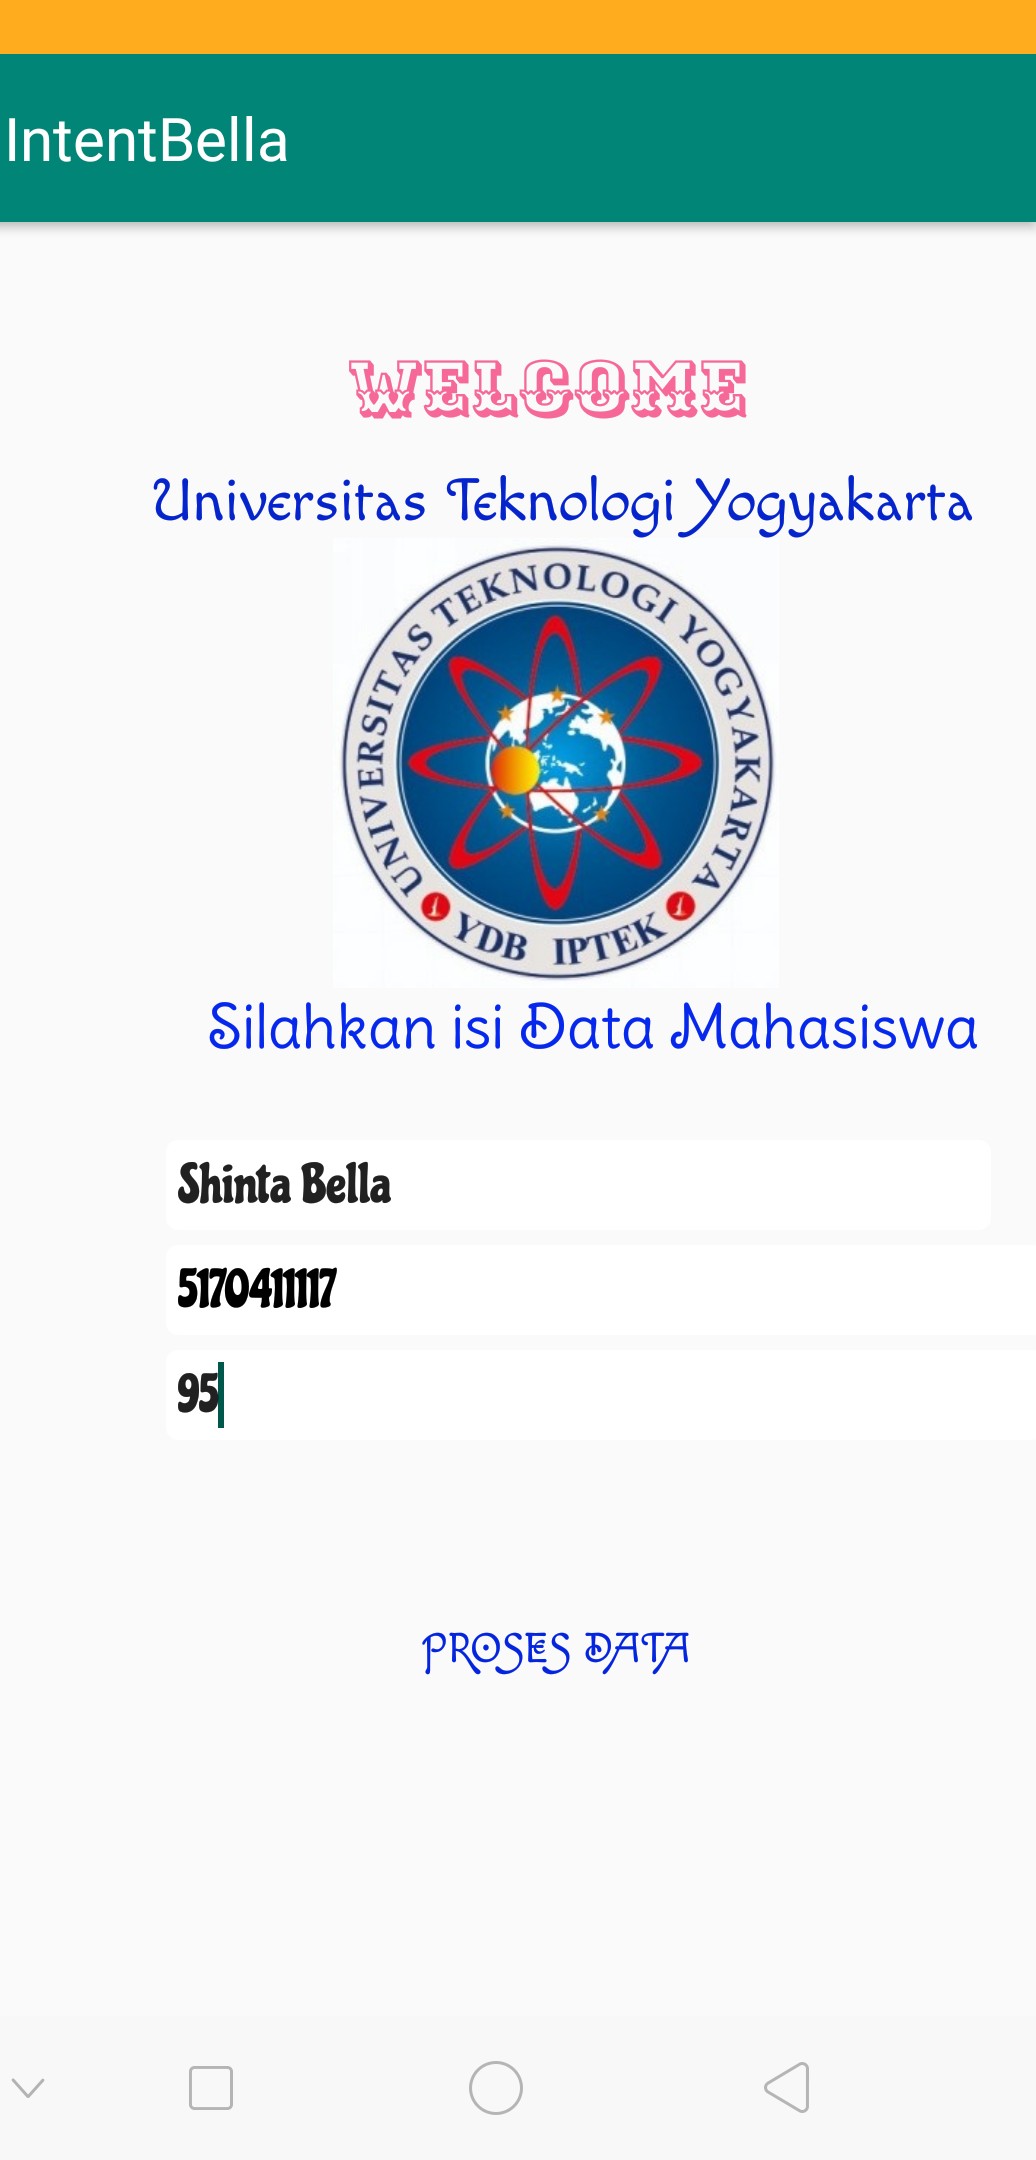 IntentBella
WELCOME
Universitas Teknologi Yogyakarta
UNIVERSITAS TEKNOLOGI YOGYAKARTA
YDB IPTEK
Silahkan isi Data Mahasiswa
Shinta Bella
5170411117
95
PROSES DATA